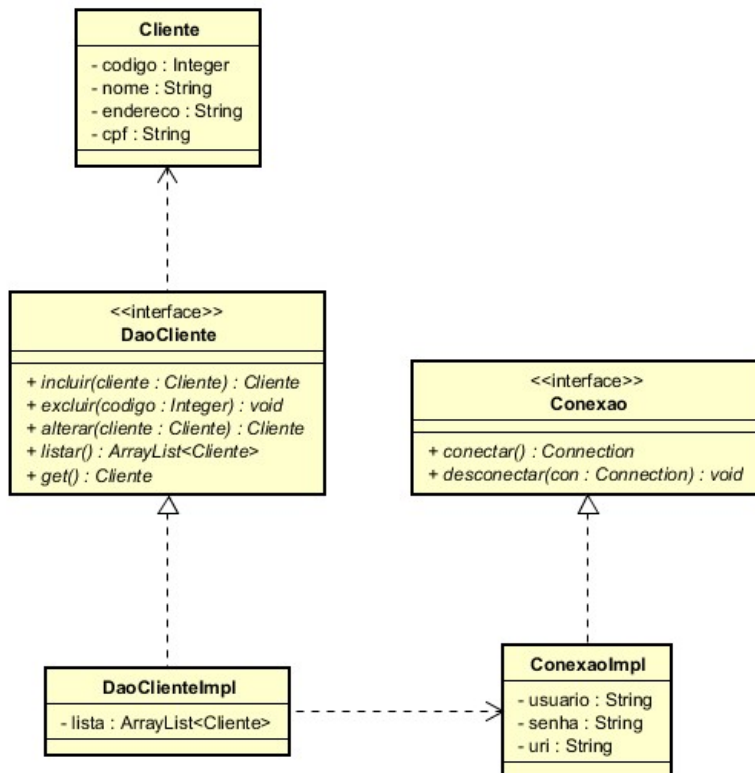 Cliente
- codigo : Integer
- nome : String
- endereco : String
- cpf : String
<<interface>>
DaoCliente
+ incluir(cliente : Cliente) : Cliente
+ excluir(codigo : Integer) : void
+ alterar(cliente : Cliente) : Cliente
+ listar() : ArrayList<Cliente>
+ get() : Cliente
<<interface>>
Conexao
+ conectar() : Connection
+ desconectar(con : Connection) : void
DaoClienteImpl
- lista : ArrayList<Cliente>
ConexaoImpl
- usuario : String
- senha : String
- uri : String